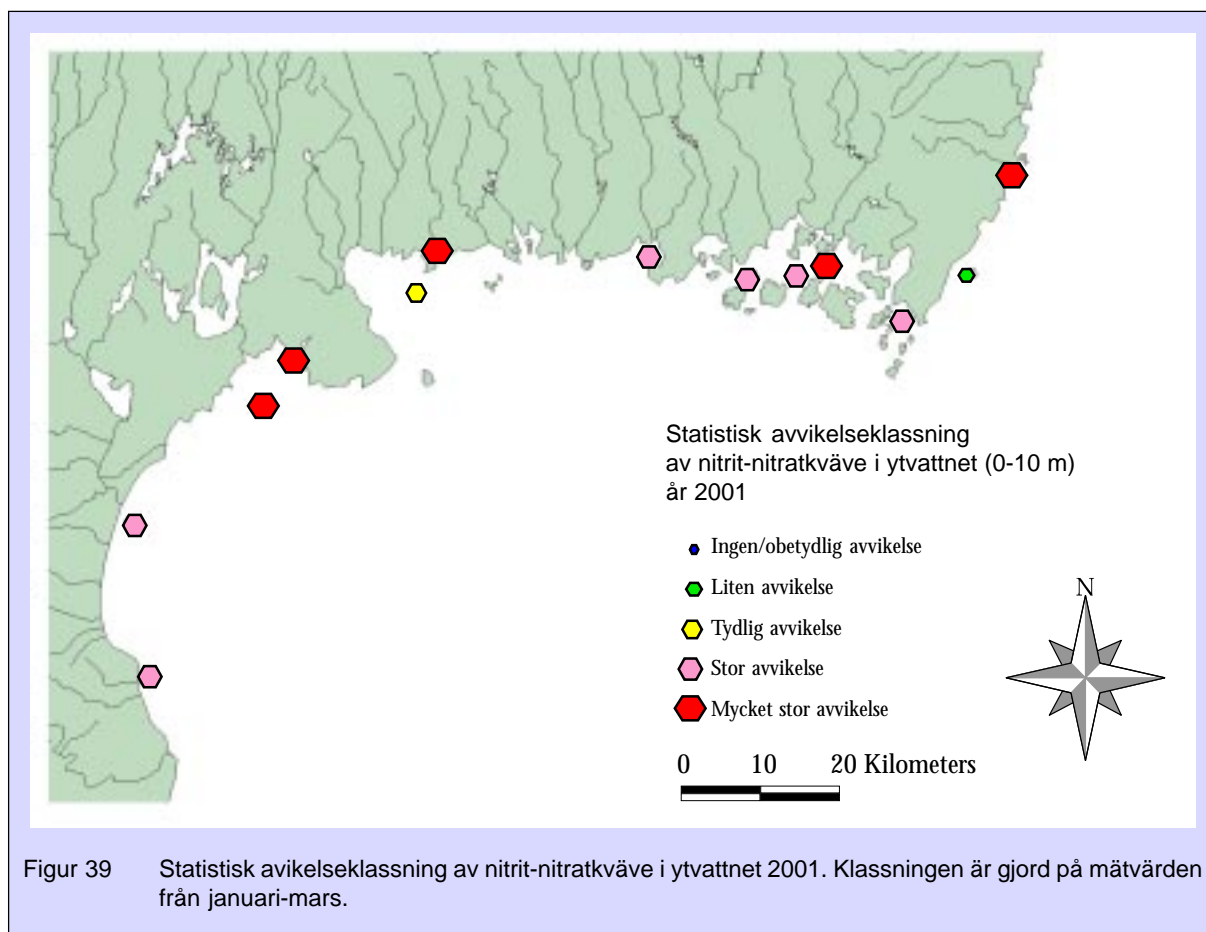 Statistisk avvikelseklassning
av nitrit-nitratkväve i ytvattnet (0-10 m)
år 2001
Ingen/obetydlig avvikelse
Liten avvikelse
Tydlig avvikelse
Stor avvikelse
Mycket stor avvikelse
N
0 10 20 Kilometers
Figur 39 Statistisk avikelseklassning av nitrit-nitratkväve i ytvattnet 2001. Klassningen är gjord på mätvärden
från januari-mars.